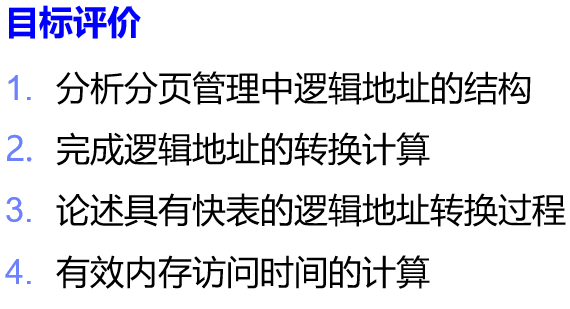 目标评价
1. 分析分页管理中逻辑地址的结构
2. 完成逻辑地址的转换计算
3. 论述具有快表的逻辑地址转换过程
4. 有效内存访问时间的计算